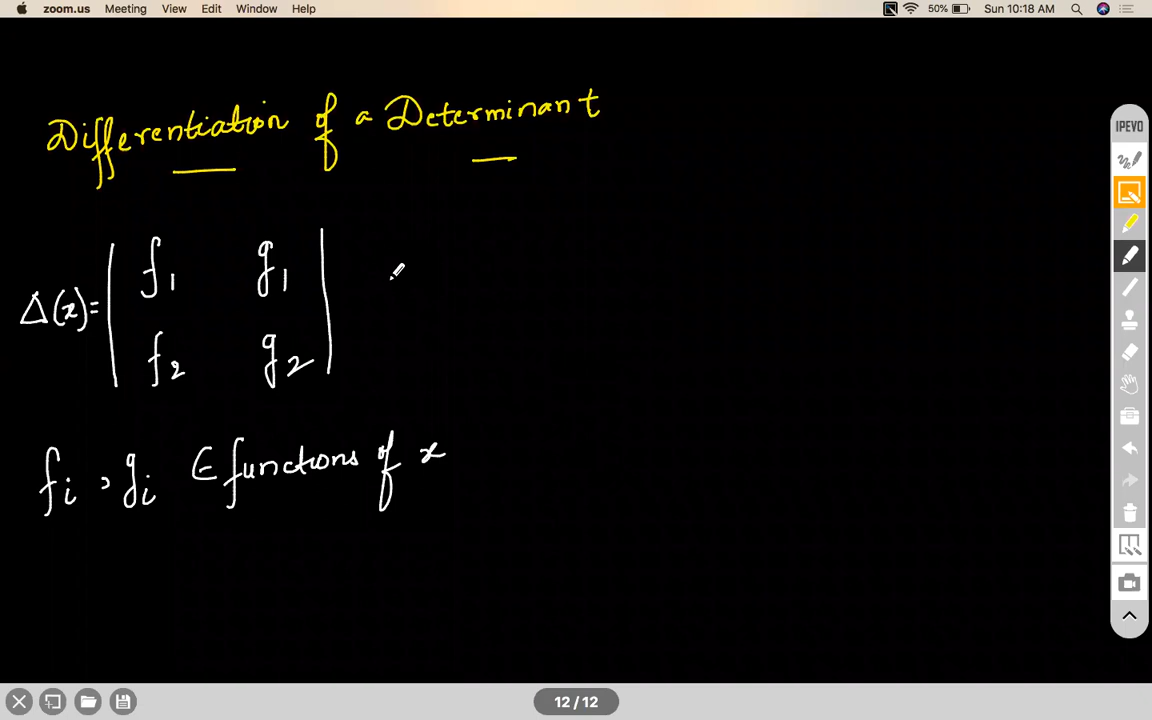 zoom.us Meeting View Edit Window Help 50% Sun 10:18 AM
Differentiation of a Determinant
IPEVO
Δ(x)= | f1 g1 |
| f2 g2 |
fi , gi ∈ functions of x
12/12